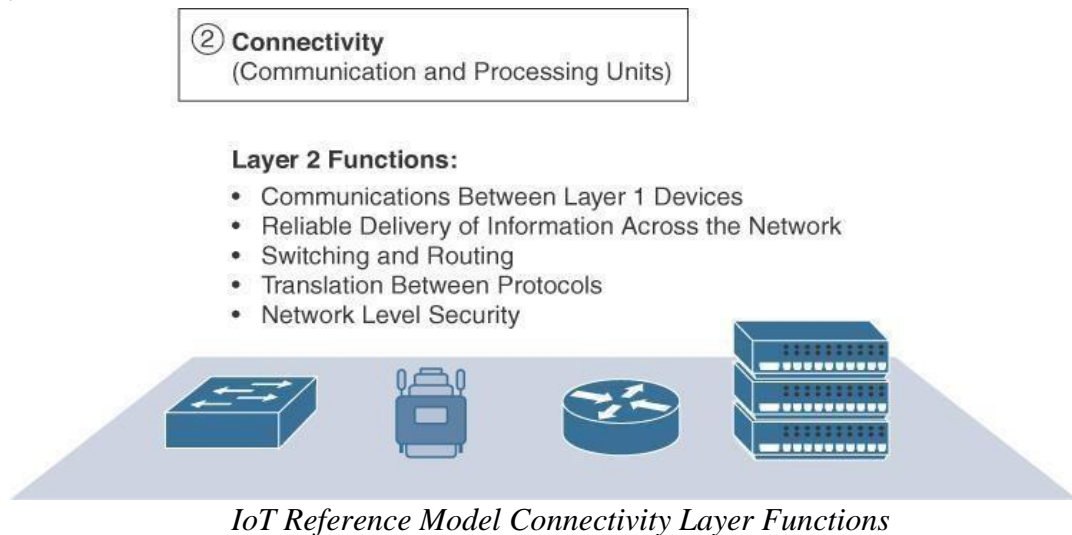 ② Connectivity
(Communication and Processing Units)
Layer 2 Functions:
• Communications Between Layer 1 Devices
• Reliable Delivery of Information Across the Network
• Switching and Routing
• Translation Between Protocols
• Network Level Security
IoT Reference Model Connectivity Layer Functions